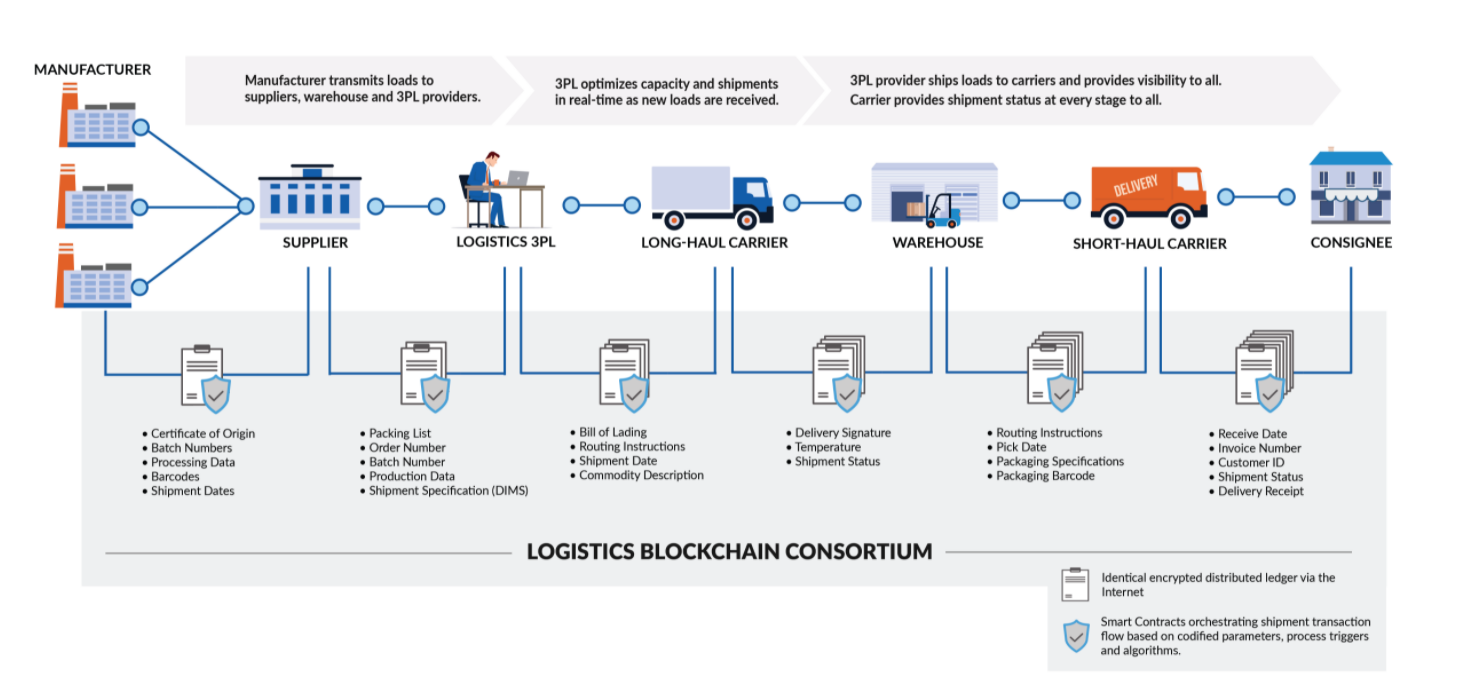 MANUFACTURER
Manufacturer transmits loads to
suppliers, warehouse and 3PL providers.
3PL optimizes capacity and shipments
in real-time as new loads are received.
3PL provider ships loads to carriers and provides visibility to all.
Carrier provides shipment status at every stage to all.
DELIVERY
SUPPLIER
LOGISTICS 3PL
LONG-HAUL CARRIER
WAREHOUSE
SHORT-HAUL CARRIER
CONSIGNEE
• Certificate of Origin
• Batch Numbers
• Processing Data
• Barcodes
• Shipment Dates
• Packing List
• Order Number
• Batch Number
• Production Data
• Shipment Specification (DIMS)
• Bill of Lading
• Routing Instructions
• Shipment Date
• Commodity Description
• Delivery Signature
• Temperature
• Shipment Status
• Routing Instructions
• Pick Date
• Packaging Specifications
• Packaging Barcode
• Receive Date
• Invoice Number
• Customer ID
• Shipment Status
• Delivery Receipt
LOGISTICS BLOCKCHAIN CONSORTIUM
Identical encrypted distributed ledger via the
Internet
Smart Contracts orchestrating shipment transaction
flow based on codified parameters, process triggers
and algorithms.